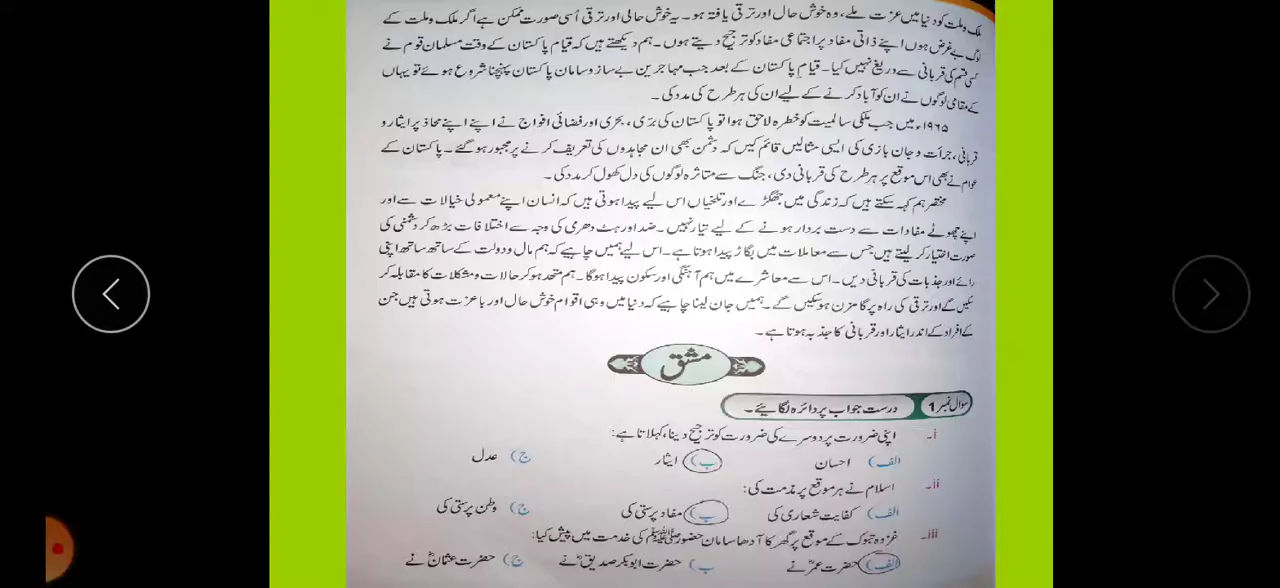 ملک و ملت کو دنیا میں عزت ملے، وہ خوش حال اور ترقی یافتہ ہو۔ یہ خوش حالی اور ترقی اُسی صورت ممکن ہے اگر ملک و ملت کے
لوگ بے غرض ہوں اپنے ذاتی مفاد پر اجتماعی مفاد کو ترجیح دیتے ہوں۔ ہم دیکھتے ہیں کہ قیام پاکستان کے وقت مسلمان قوم نے
کسی قسم کی قربانی سے دریغ نہیں کیا۔ قیامِ پاکستان کے بعد جب مہاجرین بے سازو سامان پاکستان پہنچنا شروع ہوئے تو یہاں
کے مقامی لوگوں نے ان کو آباد کرنے کے لیے ان کی ہر طرح کی مدد کی۔
۱۹۶۵ء میں جب ملکی سالمیت کو خطرہ لاحق ہوا تو پاکستان کی برّی، بحری اور فضائی افواج نے اپنے اپنے محاذ پر ایثار و
قربانی، جرأت و جان بازی کی ایسی مثالیں قائم کیں کہ دشمن بھی ان مجاہدوں کی تعریف کرنے پر مجبور ہو گئے۔ پاکستان کے
عوام نے بھی اس موقع پر ہر طرح کی قربانی دی، جنگ سے متاثرہ لوگوں کی دل کھول کر مدد کی۔
مختصر ہم کہہ سکتے ہیں کہ زندگی میں جھگڑے اور تلخیاں اس لیے پیدا ہوتی ہیں کہ انسان اپنے معمولی خیالات سے اور
اپنے چھوٹے مفادات سے دست بردار ہونے کے لیے تیار نہیں۔ ضد اور ہٹ دھرمی کی وجہ سے اختلافات بڑھ کر دشمنی کی
صورت اختیار کر لیتے ہیں جس سے معاملات میں بگاڑ پیدا ہوتا ہے۔ اس لیے ہمیں چاہیے کہ ہم مال و دولت کے ساتھ ساتھ اپنی
رائے اور جذبات کی قربانی دیں۔ اس سے معاشرے میں ہم آہنگی اور سکون پیدا ہوگا۔ ہم متحد ہو کر حالات و مشکلات کا مقابلہ کر
سکیں گے اور ترقی کی راہ پر گامزن ہو سکیں گے۔ ہمیں جان لینا چاہیے کہ دنیا میں وہی اقوام خوش حال اور باعزت ہوتی ہیں جن
کے افراد کے اندر ایثار اور قربانی کا جذبہ ہوتا ہے۔
مشق
سوال نمبر 1 درست جواب پر دائرہ لگائیے۔
i۔ اپنی ضرورت پر دوسرے کی ضرورت کو ترجیح دینا، کہلاتا ہے:
الف) احسان ب) ایثار ج) عدل
ii۔ اسلام نے ہر موقع پر مذمت کی:
الف) کفایت شعاری کی ب) مفاد پرستی کی ج) وطن پرستی کی
iii۔ غزوہ تبوک کے موقع پر گھر کا آدھا سامان حضور ﷺ کی خدمت میں پیش کیا:
الف) حضرت عمرؓ نے ب) حضرت ابوبکر صدیقؓ نے ج) حضرت عثمانؓ نے